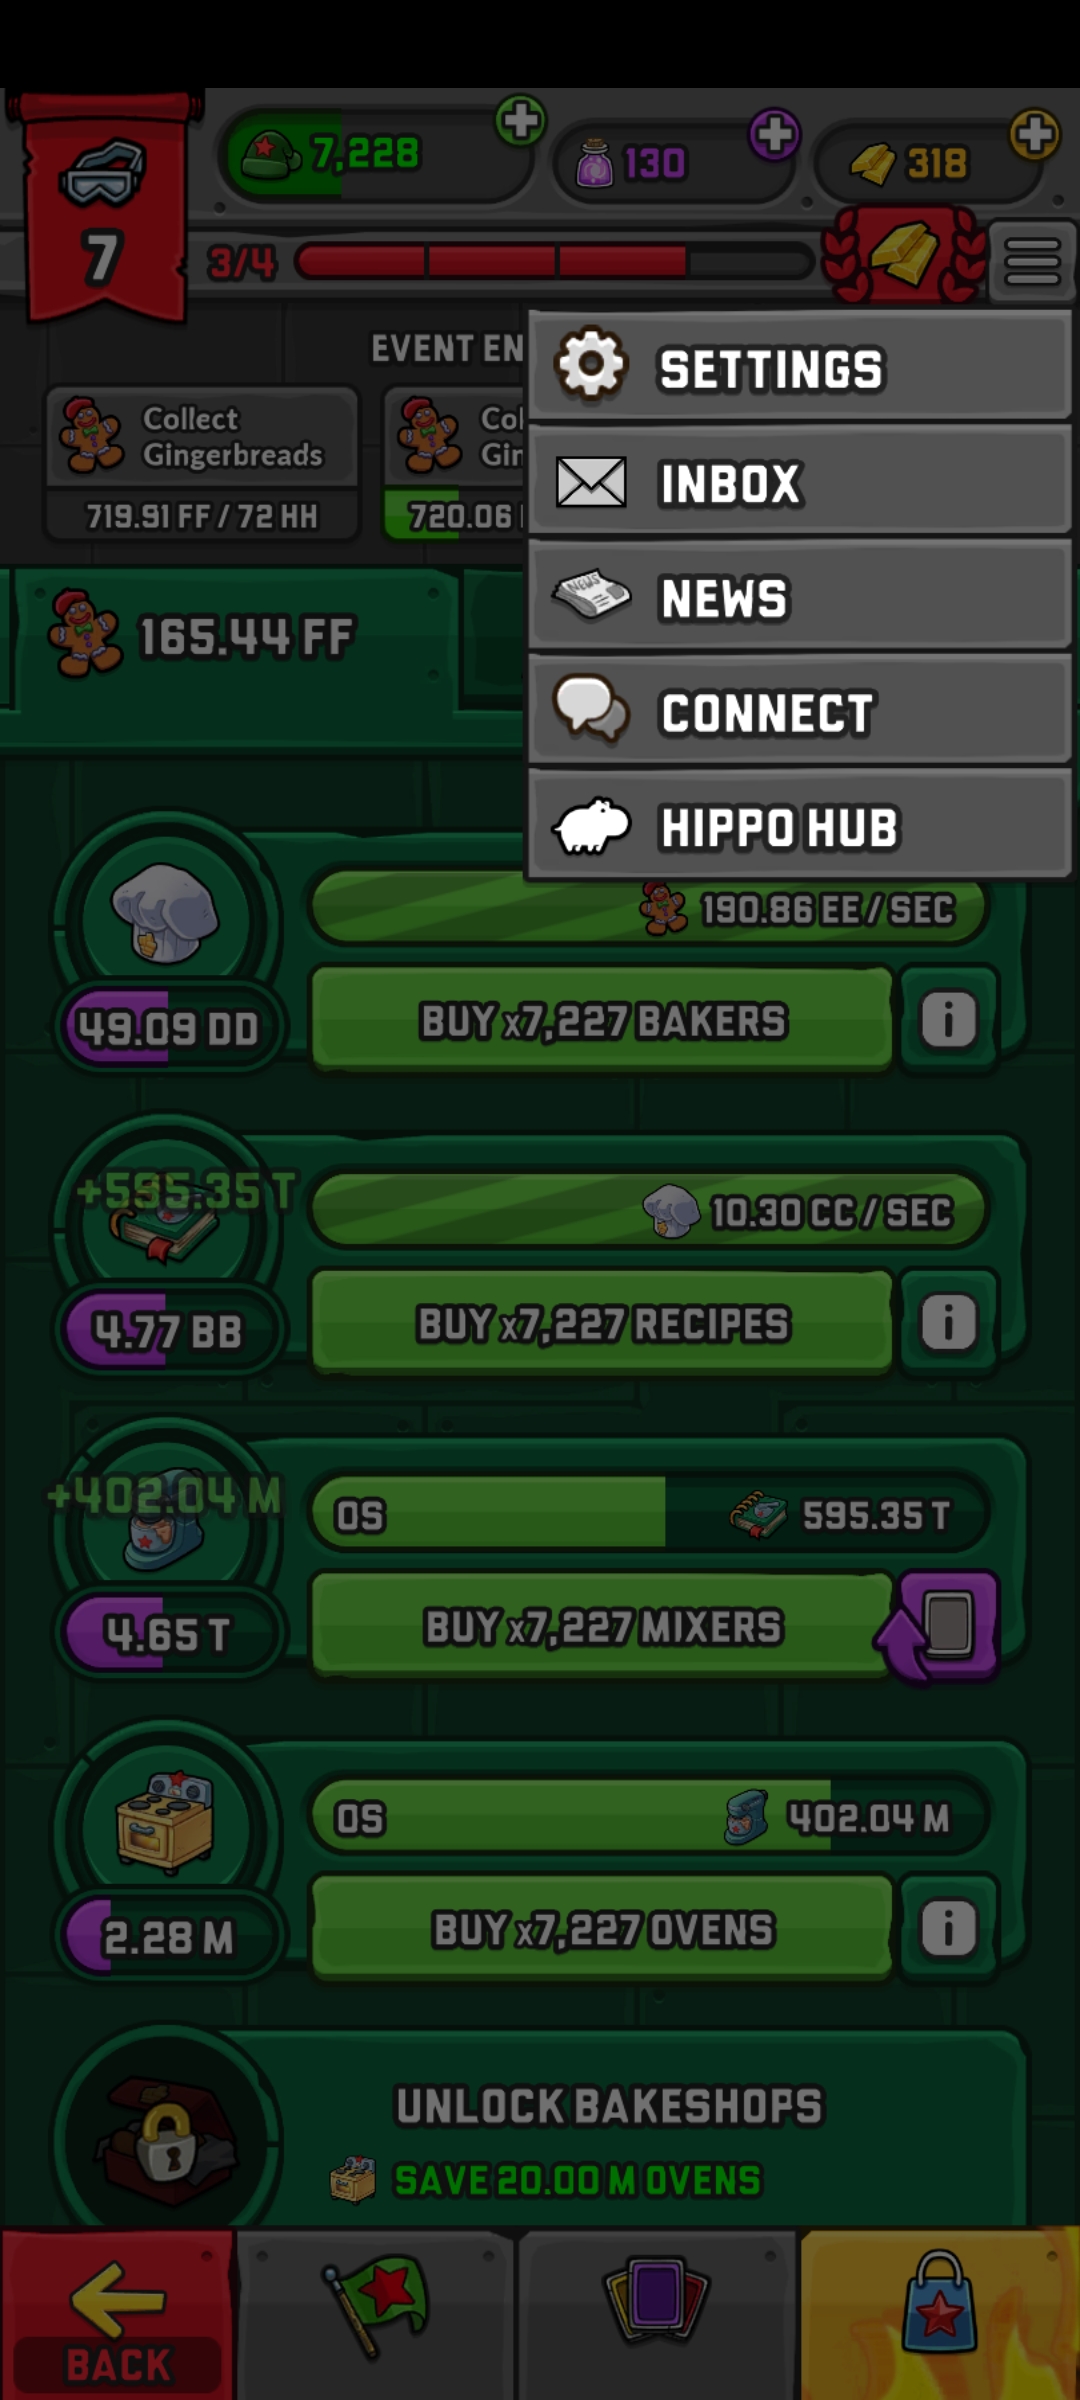 7,228
130
318
7
3/4
EVENT EN
SETTINGS
Collect
Gingerbreads
Col
Gin
719.91 FF / 72 HH
720.06
INBOX
NEWS
165.44 FF
CONNECT
HIPPO HUB
190.86 EE / SEC
49.09 DD
BUY x7,227 BAKERS
i
+595.35 T
10.30 CC / SEC
4.77 BB
BUY x7,227 RECIPES
i
+402.04 M
0S
595.35 T
4.65 T
BUY x7,227 MIXERS
0S
402.04 M
2.28 M
BUY x7,227 OVENS
i
UNLOCK BAKESHOPS
SAVE 20.00 M OVENS
BACK